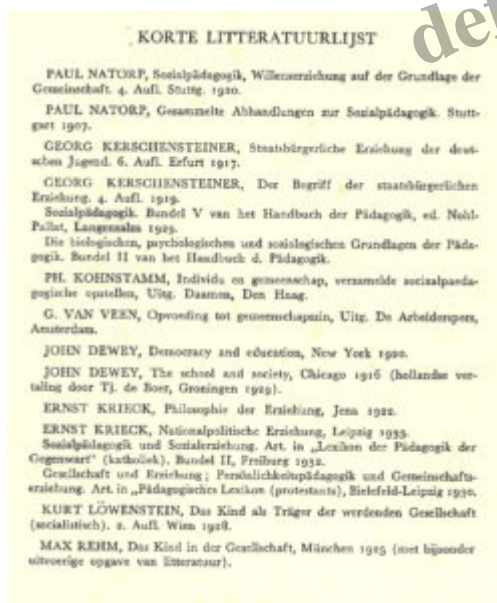 KORTE LITTERATUURLIJST
PAUL NATORP, Sozialpädagogik, Willenserziehung auf der Grundlage der
Gemeinschaft. 4. Aufl. Stuttg. 1920.
PAUL NATORP, Gesammelte Abhandlungen zur Sozialpädagogik. Stutt-
gart 1907.
GEORG KERSCHENSTEINER, Staatsbürgerliche Erziehung der deut-
schen Jugend. 6. Aufl. Erfurt 1917.
GEORG KERSCHENSTEINER, Der Begriff der staatsbürgerlichen
Erziehung. 4. Aufl. 1919.
Sozialpädagogik. Bundel V van het Handbuch der Pädagogik, ed. Nohl-
Pallat, Langensalza 1929.
Die biologischen, psychologischen und soziologischen Grundlagen der Päda-
gogik. Bundel II van het Handbuch d. Pädagogik.
PH. KOHNSTAMM, Individu en gemeenschap, verzamelde sociaalpaeda-
gogische opstellen, Uitg. Daamen, Den Haag.
G. VAN VEEN, Opvoeding tot gemeenschapszin, Uitg. De Arbeiderspers,
Amsterdam.
JOHN DEWEY, Democracy and education, New York 1920.
JOHN DEWEY, The school and society, Chicago 1916 (hollandse ver-
taling door Tj. de Boer, Groningen 1929).
ERNST KRIECK, Philosophie der Erziehung, Jena 1922.
ERNST KRIECK, Nationalpolitische Erziehung, Leipzig 1933.
Sozialpädagogik und Sozialerziehung. Art. in „Lexikon der Pädagogik der
Gegenwart" (katholiek). Bundel II, Freiburg 1932.
Gesellschaft und Erziehung; Persönlichkeitspädagogik und Gemeinschafts-
erziehung. Art. in „Pädagogisches Lexikon (protestants), Bielefeld-Leipzig 1930.
KURT LÖWENSTEIN, Das Kind als Träger der werdenden Gesellschaft
(socialistisch). 2. Aufl. Wien 1928.
MAX REHM, Das Kind in der Gesellschaft, München 1925 (met bijzonder
uitvoerige opgave van litteratuur).